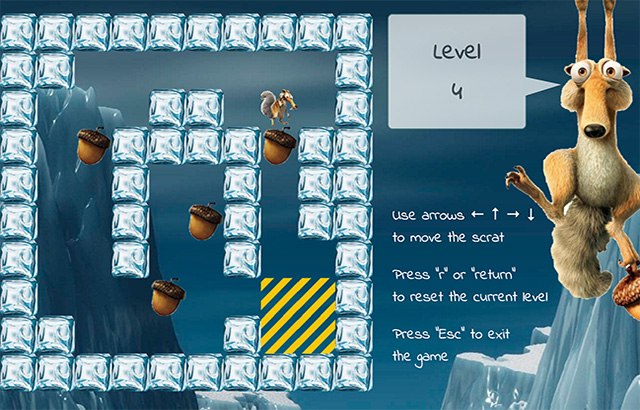 Level
4
Use arrows ← ↑ → ↓
to move the scrat
Press "r" or "return"
to reset the current level
Press "Esc" to exit
the game